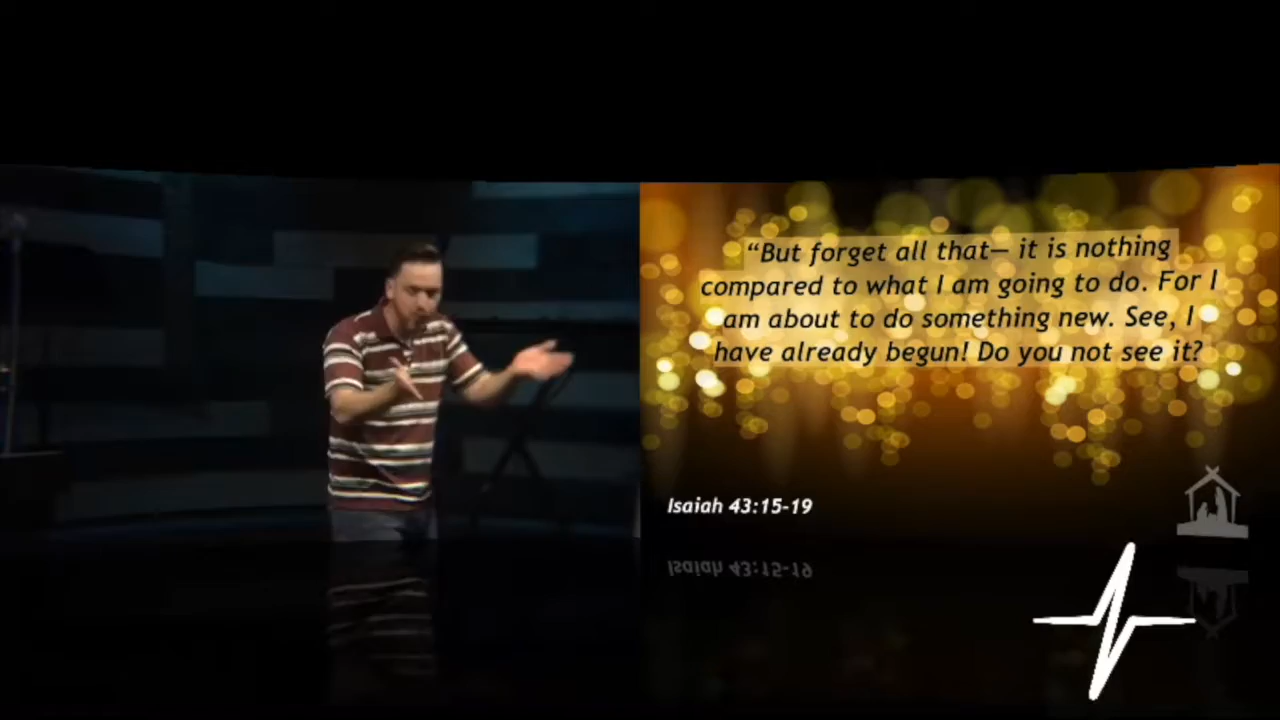 “But forget all that— it is nothing
compared to what I am going to do. For I
am about to do something new. See, I
have already begun! Do you not see it?
Isaiah 43:15-19